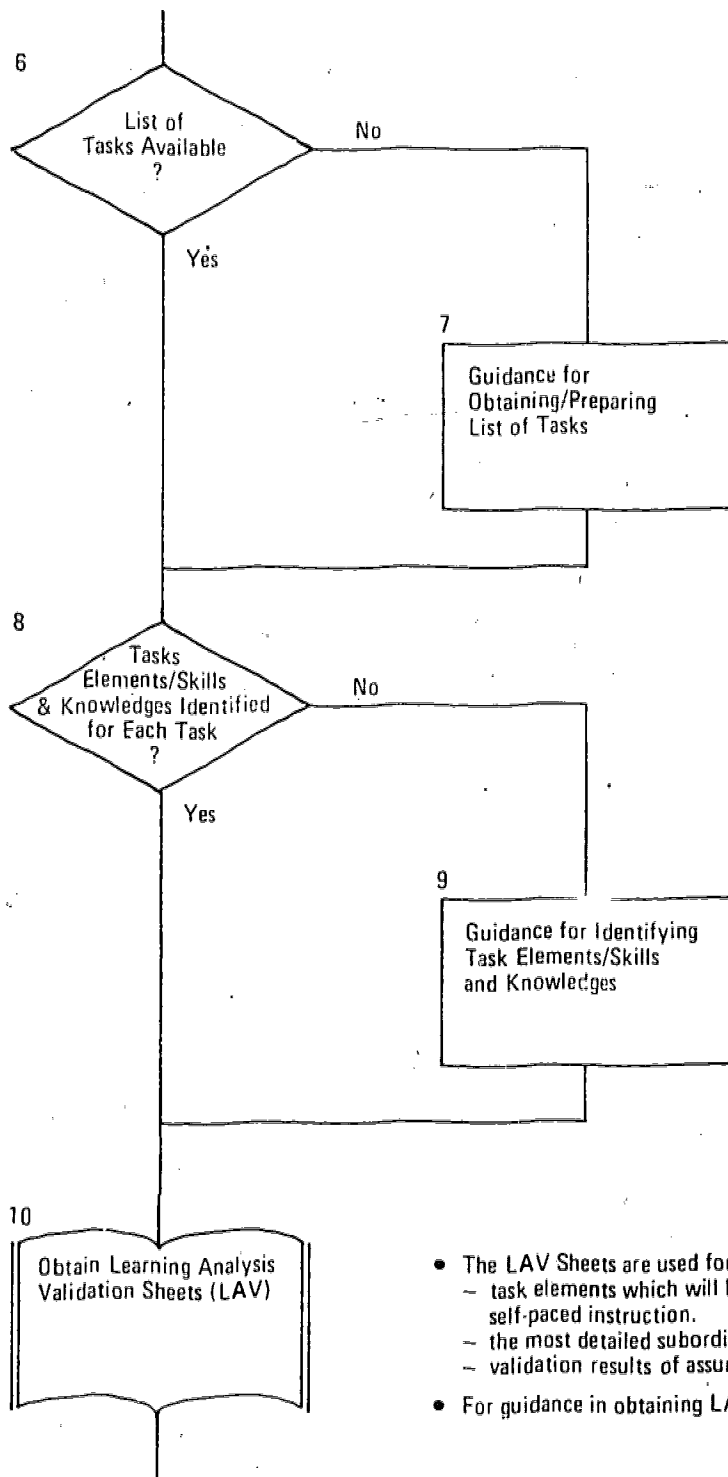 6
List of
Tasks Available
?
No
Yes
7
Guidance for
Obtaining/Preparing
List of Tasks
8
Tasks
Elements/Skills
& Knowledges Identified
for Each Task
?
No
Yes
9
Guidance for Identifying
Task Elements/Skills
and Knowledges
10
Obtain Learning Analysis
Validation Sheets (LAV)
• The LAV Sheets are used for
– task elements which will
self-paced instruction.
– the most detailed
– validation results of
• For guidance in obtaining